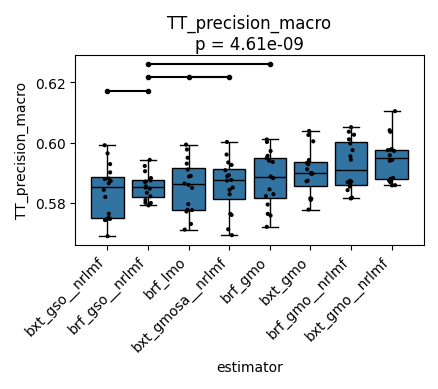 TT_precision_macro
p = 4.61e-09
TT_precision_macro
0.62
0.60
0.58
bxt_gso__nrlmf
brf_gso__nrlmf
brf_lmo
bxt_gmosa__nrlmf
brf_gmo
bxt_gmo
brf_gmo__nrlmf
bxt_gmo__nrlmf
estimator